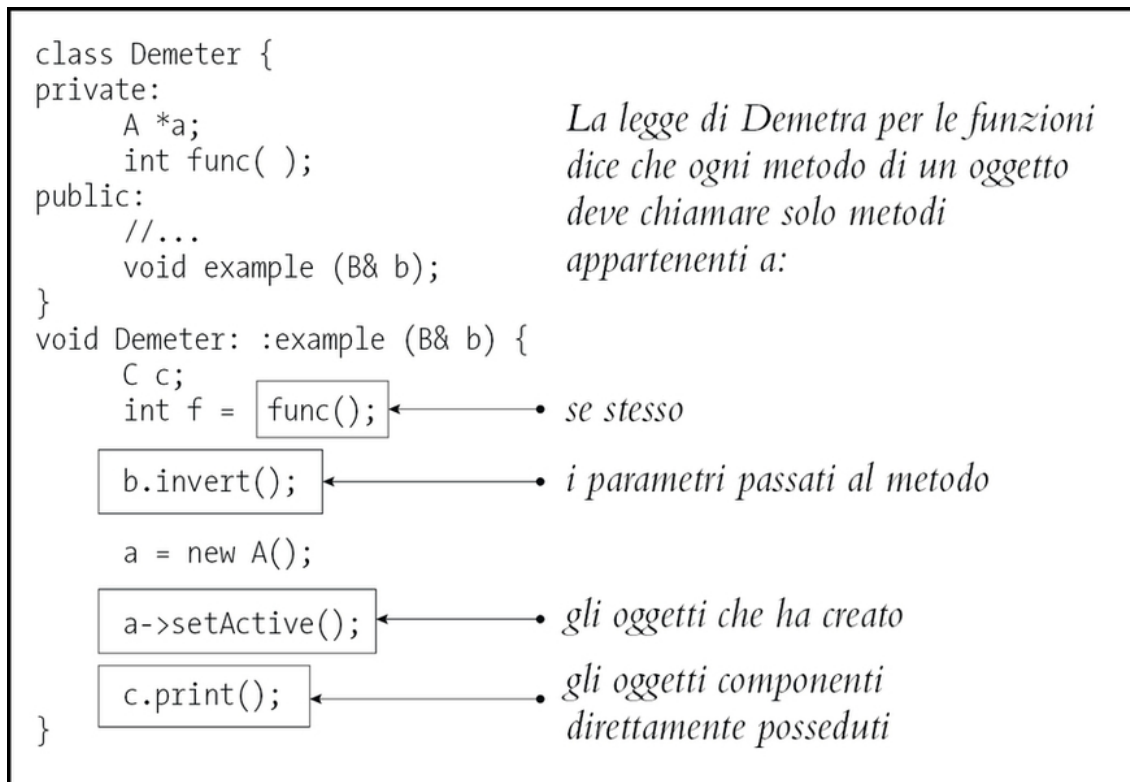 class Demeter {
private:
A *a;
int func( );
public:
//...
void example (B& b);
}
void Demeter: :example (B& b) {
C c;
int f = func();
b.invert();
a = new A();
a->setActive();
c.print();
}
La legge di Demetra per le funzioni
dice che ogni metodo di un oggetto
deve chiamare solo metodi
appartenenti a:
se stesso
i parametri passati al metodo
gli oggetti che ha creato
gli oggetti componenti
direttamente posseduti